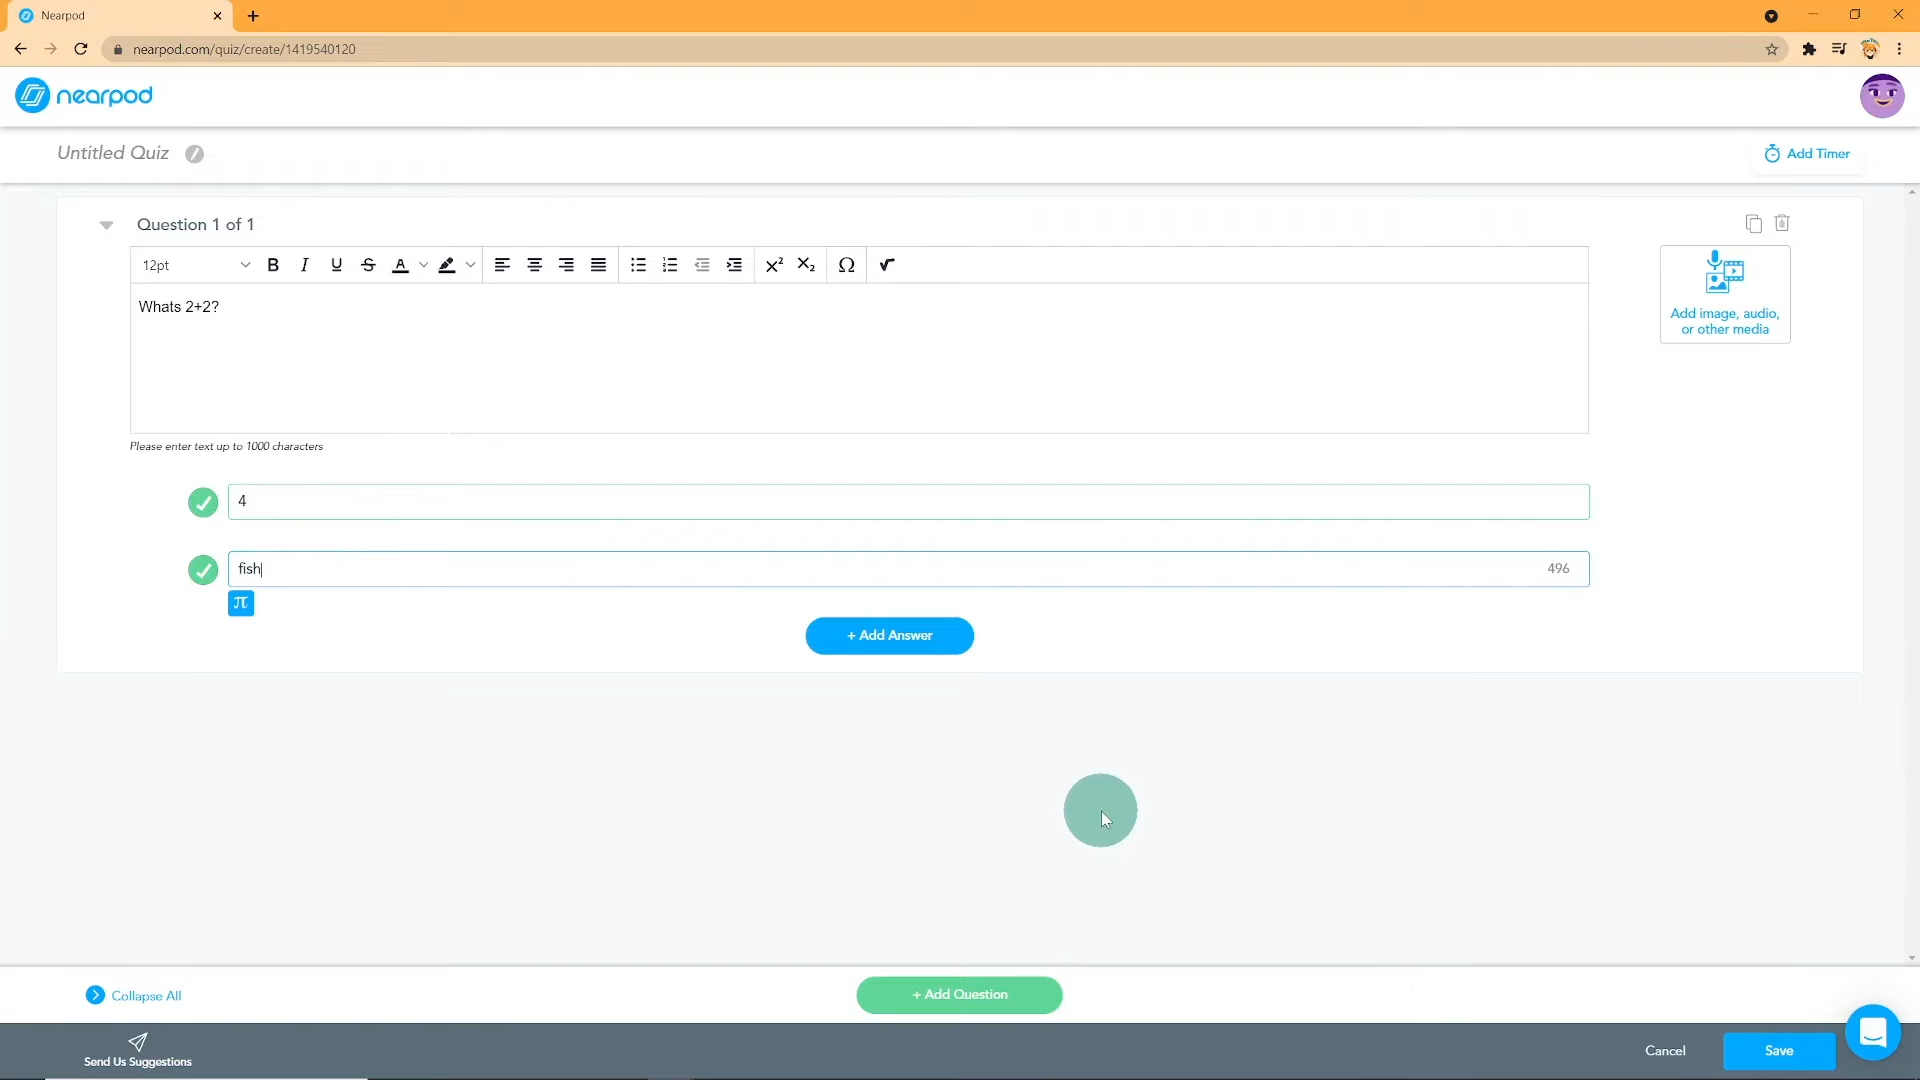 Nearpod
nearpod.com/quiz/create/1419540120
nearpod
Untitled Quiz
Add Timer
Question 1 of 1
12pt
B I U S A X² X₂ Ω √
Whats 2+2?
Add image, audio,
or other media
Please enter text up to 1000 characters
4
fish
496
π
+ Add Answer
Collapse All
+ Add Question
Send Us Suggestions
Cancel
Save